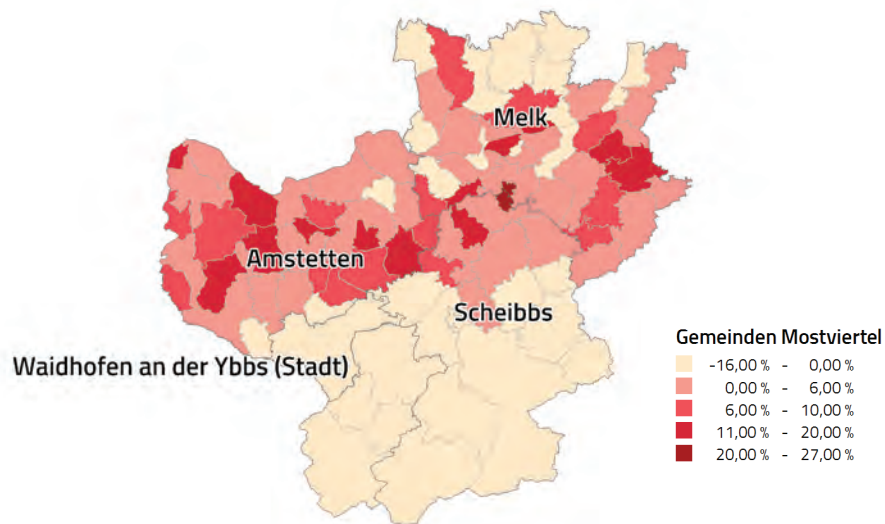 Melk
Amstetten
Scheibbs
Waidhofen an der Ybbs (Stadt)
Gemeinden Mostviertel
-16,00 % - 0,00 %
0,00 % - 6,00 %
6,00 % - 10,00 %
11,00 % - 20,00 %
20,00 % - 27,00 %